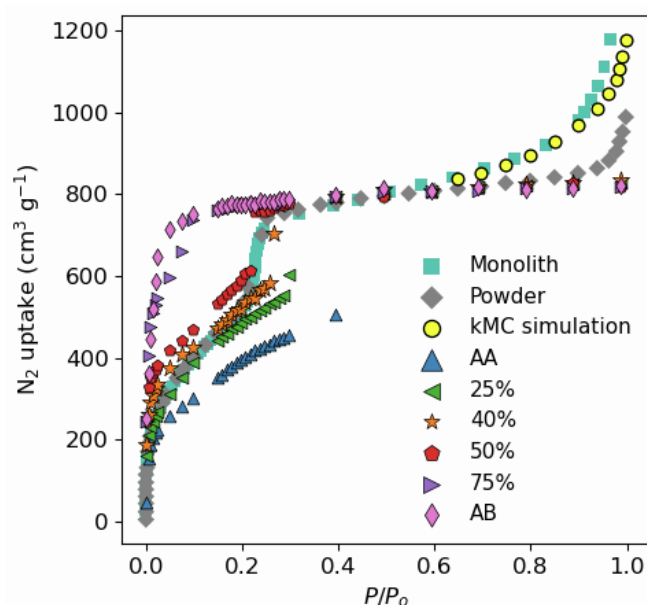 1200
1000
800
600
400
200
0
N₂ uptake (cm³ g⁻¹)
Monolith
Powder
kMC simulation
AA
25%
40%
50%
75%
AB
0.0 0.2 0.4 0.6 0.8 1.0
P/Pₒ